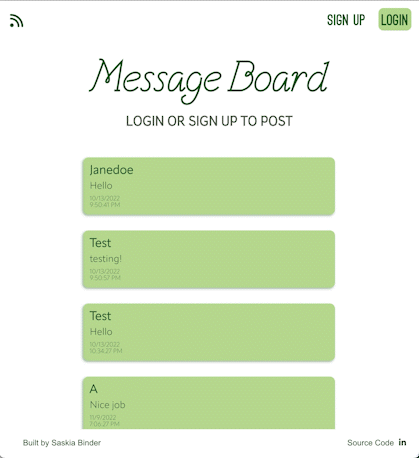 SIGN UP LOGIN
Message Board
LOGIN OR SIGN UP TO POST
Janedoe
Hello
10/13/2022
9:50:41 PM
Test
testing!
10/13/2022
9:50:57 PM
Test
Hello
10/13/2022
10:34:27 PM
A
Nice job
11/9/2022
7:06:27 PM
Built by Saskia Binder
Source Code in